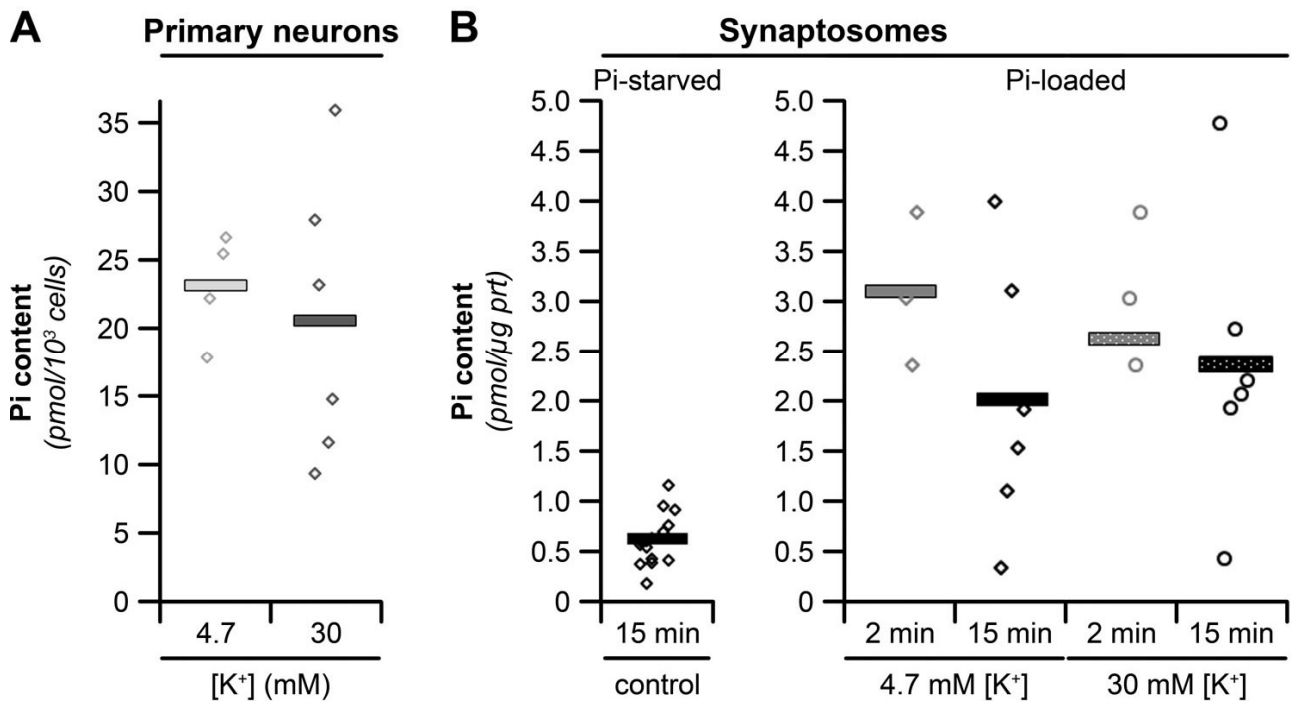 A
Primary neurons
Pi content
(pmol/10³ cells)
35
30
25
20
15
10
5
0
4.7
30
[K⁺] (mM)
B
Synaptosomes
Pi-starved
Pi-loaded
Pi content
(pmol/µg prt)
5.0
4.5
4.0
3.5
3.0
2.5
2.0
1.5
1.0
0.5
0
15 min
control
5.0
4.5
4.0
3.5
3.0
2.5
2.0
1.5
1.0
0.5
0
2 min
15 min
2 min
15 min
4.7 mM [K⁺]
30 mM [K⁺]